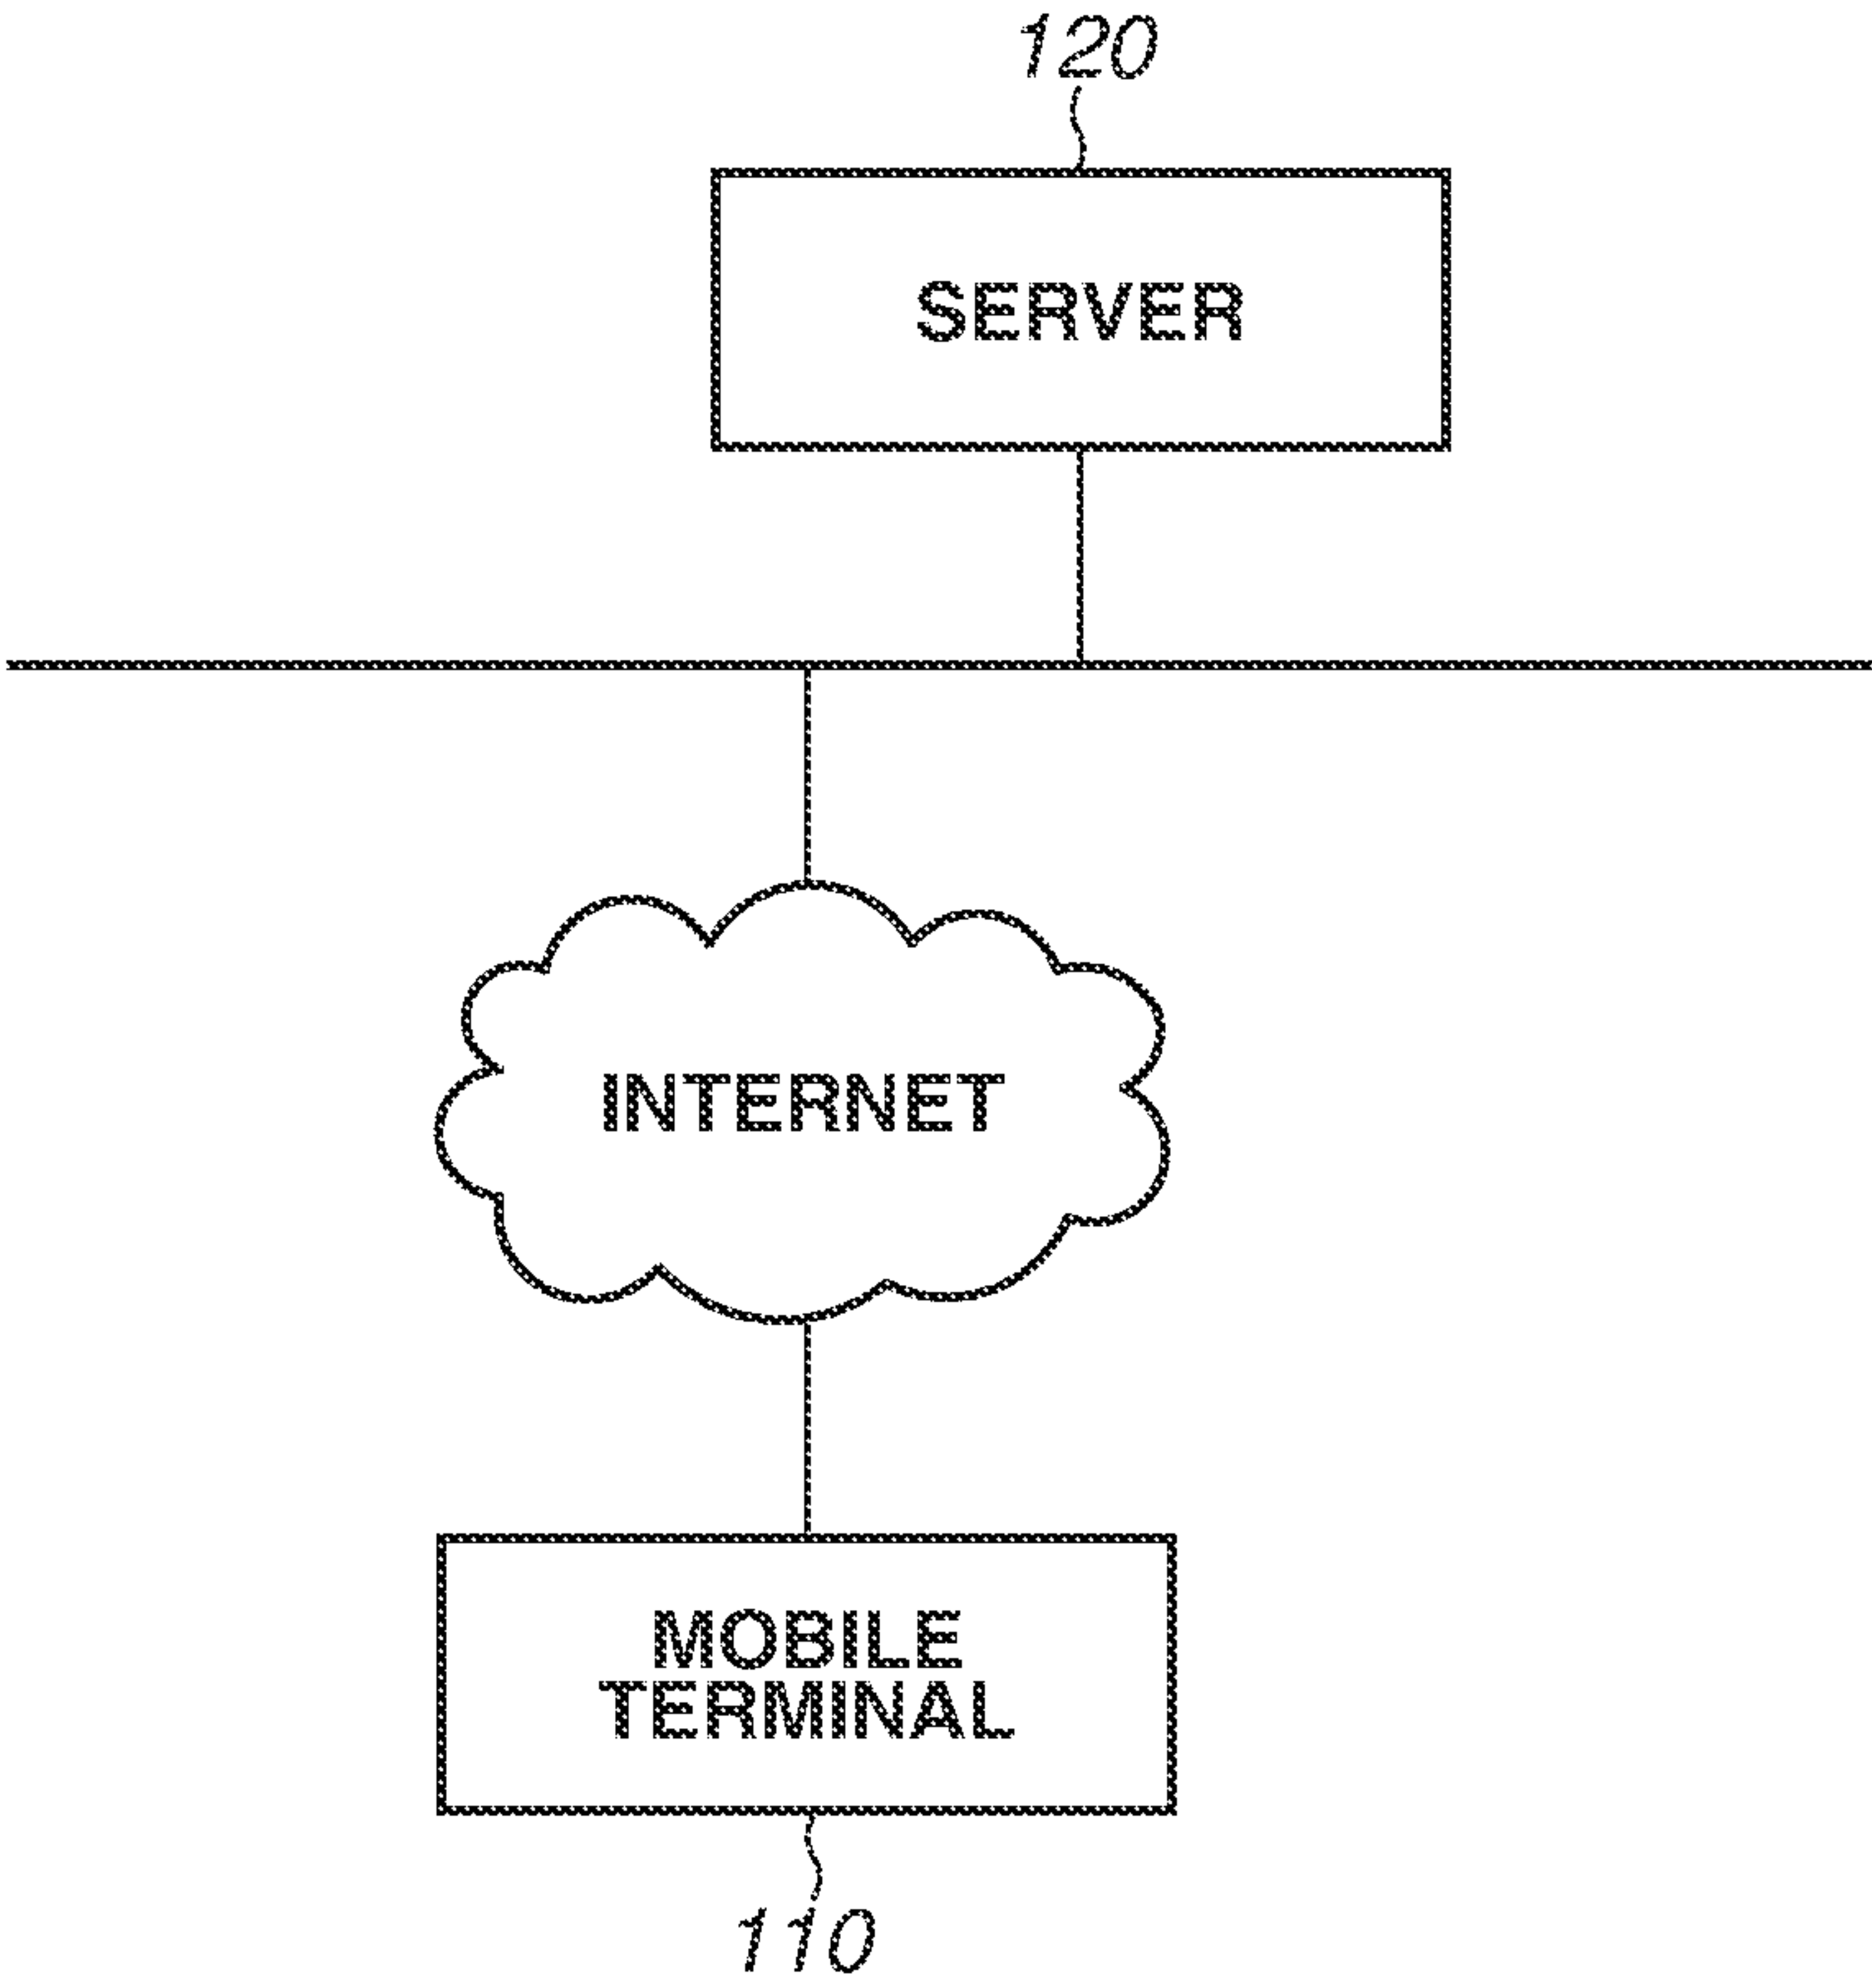 120
SERVER
INTERNET
MOBILE
TERMINAL
110